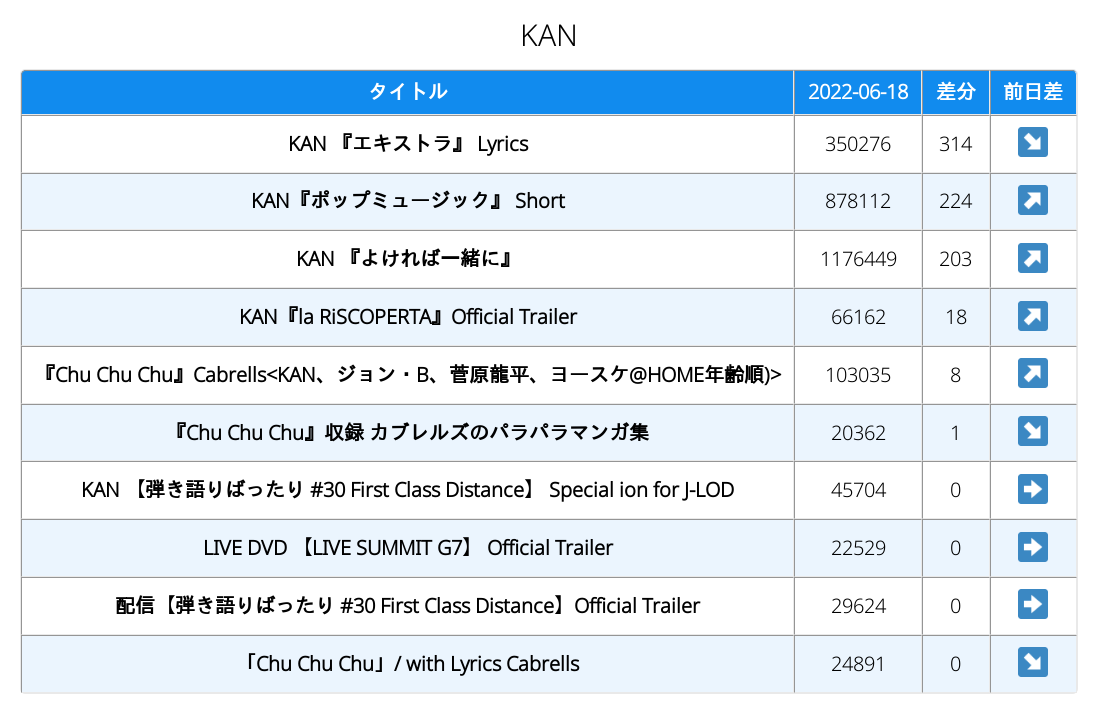 KAN
タイトル 2022-06-18 差分 前日差
KAN 『エキストラ』 Lyrics 350276 314
KAN『ポップミュージック』 Short 878112 224
KAN 『よければ一緒に』 1176449 203
KAN『la RiSCOPERTA』Official Trailer 66162 18
『Chu Chu Chu』Cabrells<KAN、ジョン・B、菅原龍平、ヨースケ@HOME年齢順)> 103035 8
『Chu Chu Chu』収録 カブレルズのパラパラマンガ集 20362 1
KAN 【弾き語りばったり #30 First Class Distance】 Special ion for J-LOD 45704 0
LIVE DVD 【LIVE SUMMIT G7】 Official Trailer 22529 0
配信【弾き語りばったり #30 First Class Distance】Official Trailer 29624 0
「Chu Chu Chu」/ with Lyrics Cabrells 24891 0